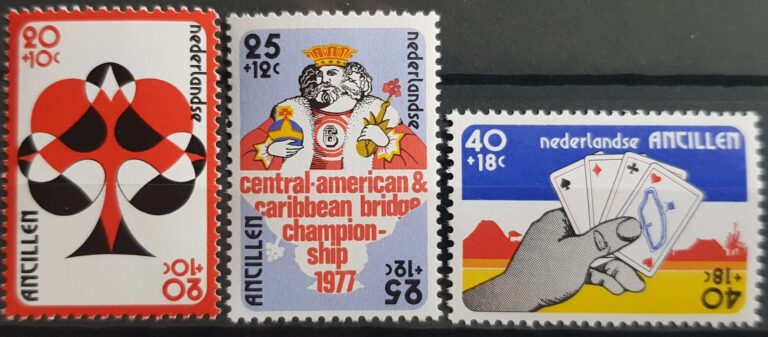 20
+10c
nederlandse
ANTILLEN
20
+10c
25
+12c
nederlandse
C
central-american &
caribbean bridge
champion-
ship
1977
ANTILLEN
25
+12c
40
+18c
nederlandse ANTILLEN
40
+18c